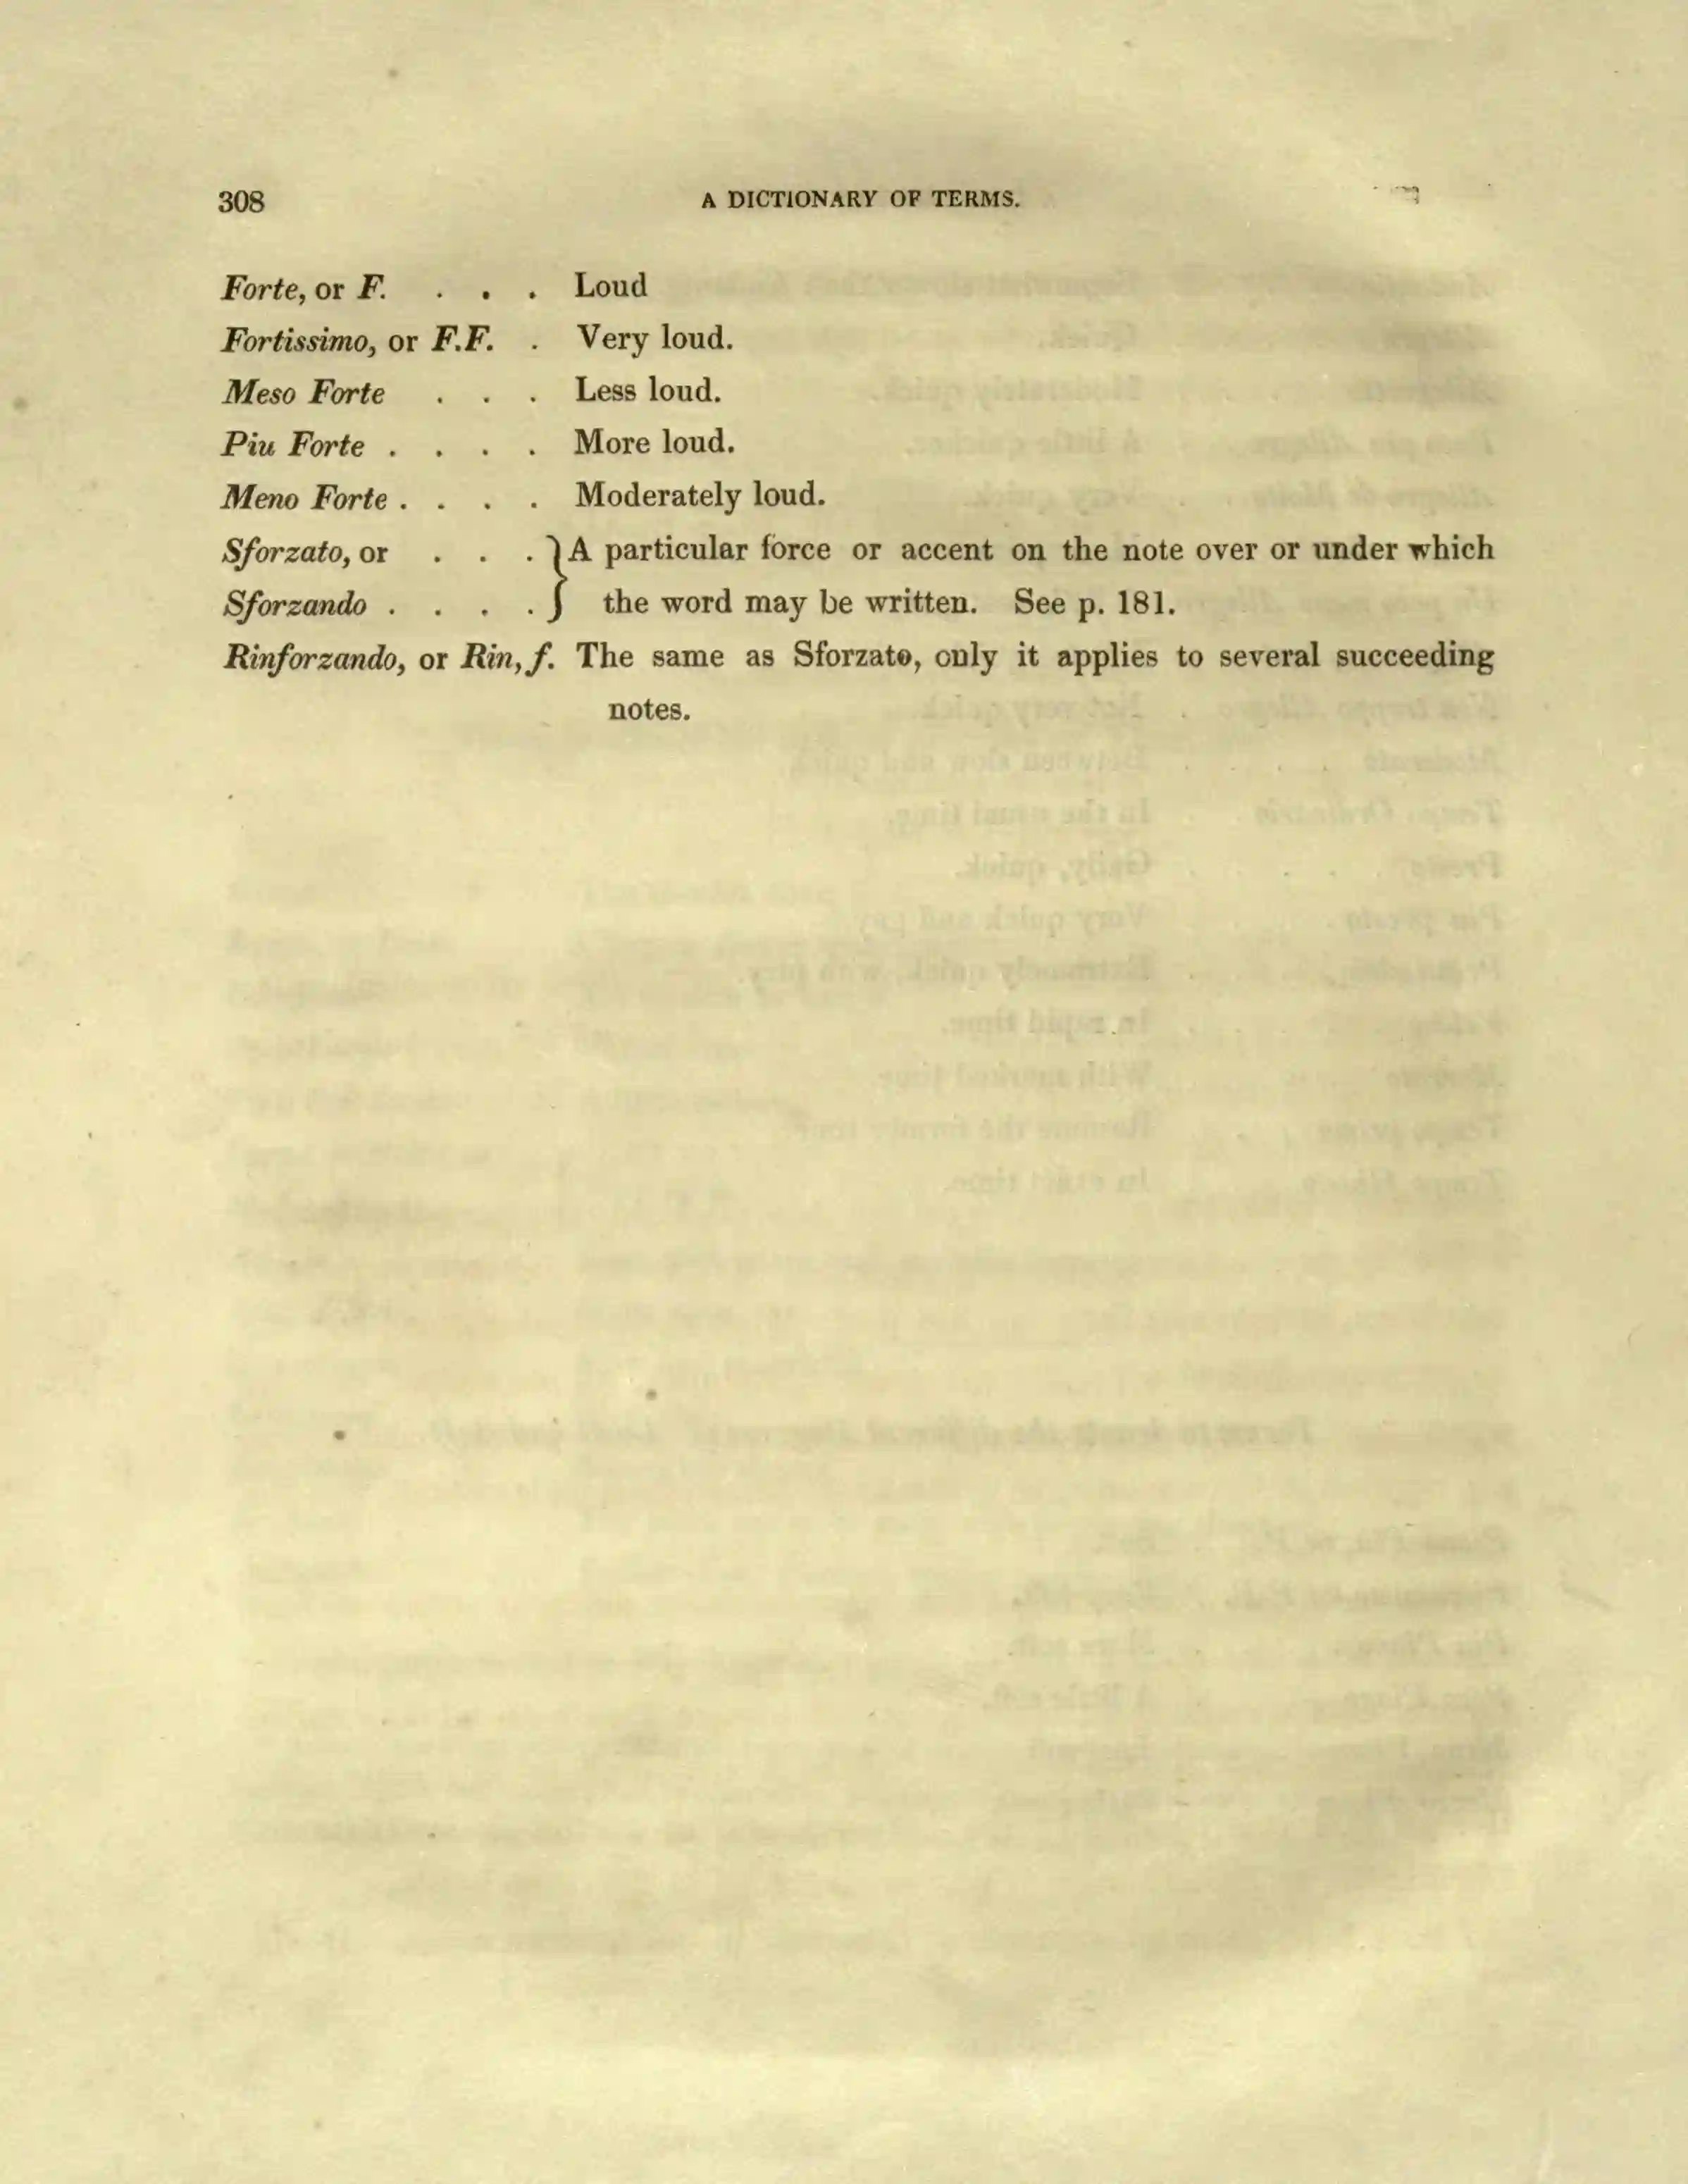 308 A DICTIONARY OF TERMS.
Forte, or F. . . . Loud
Fortissimo, or F.F. . Very loud.
Meso Forte . . . Less loud.
Piu Forte . . . . More loud.
Meno Forte . . . . Moderately loud.
Sforzato, or . . . } A particular force or accent on the note over or under which
Sforzando . . . . } the word may be written. See p. 181.
Rinforzando, or Rin, f. The same as Sforzato, only it applies to several succeeding
notes.